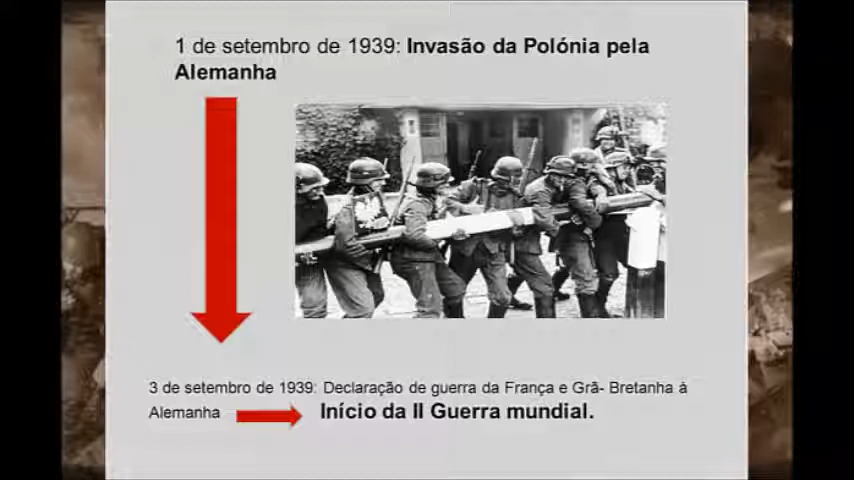 1 de setembro de 1939: Invasão da Polónia pela
Alemanha
3 de setembro de 1939: Declaração de guerra da França e Grã- Bretanha à
Alemanha
Início da II Guerra mundial.